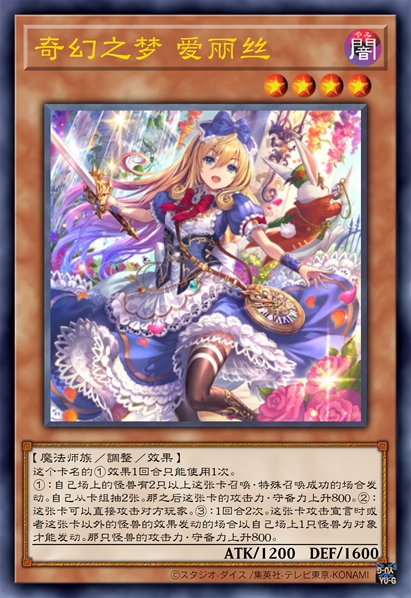 奇幻之梦 爱丽丝
やみ
闇
【魔法师族／調整／效果】
这个卡名的①效果1回合只能使用1次。
①：自己场上的怪兽有2只以上这张卡召唤·特殊召唤成功的场合发
动。自己从卡组抽2张。那之后这张卡的攻击力·守备力上升800。②：
这张卡可以直接攻击对方玩家。③：1回合2次。这张卡攻击宣言时或
者这张卡以外的怪兽的效果发动的场合以自己场上1只怪兽为对象
才能发动。那只怪兽的攻击力·守备力上升800。
ATK/1200 DEF/1600
©スタジオ・ダイス /集英社・テレビ東京・KONAMI